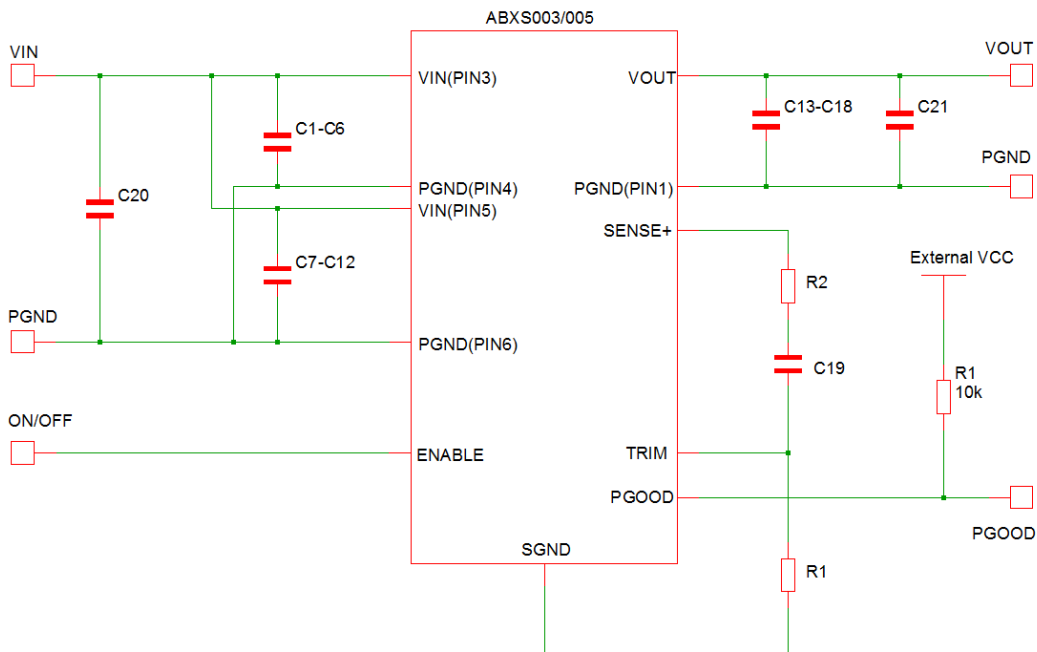 ABXS003/005
VIN
VOUT
VIN(PIN3)
VOUT
C1-C6
C13-C18
C21
PGND
C20
PGND(PIN4)
PGND(PIN1)
VIN(PIN5)
SENSE+
C7-C12
External VCC
R2
PGND
PGND(PIN6)
C19
R1
10k
ON/OFF
ENABLE
TRIM
PGOOD
PGOOD
SGND
R1